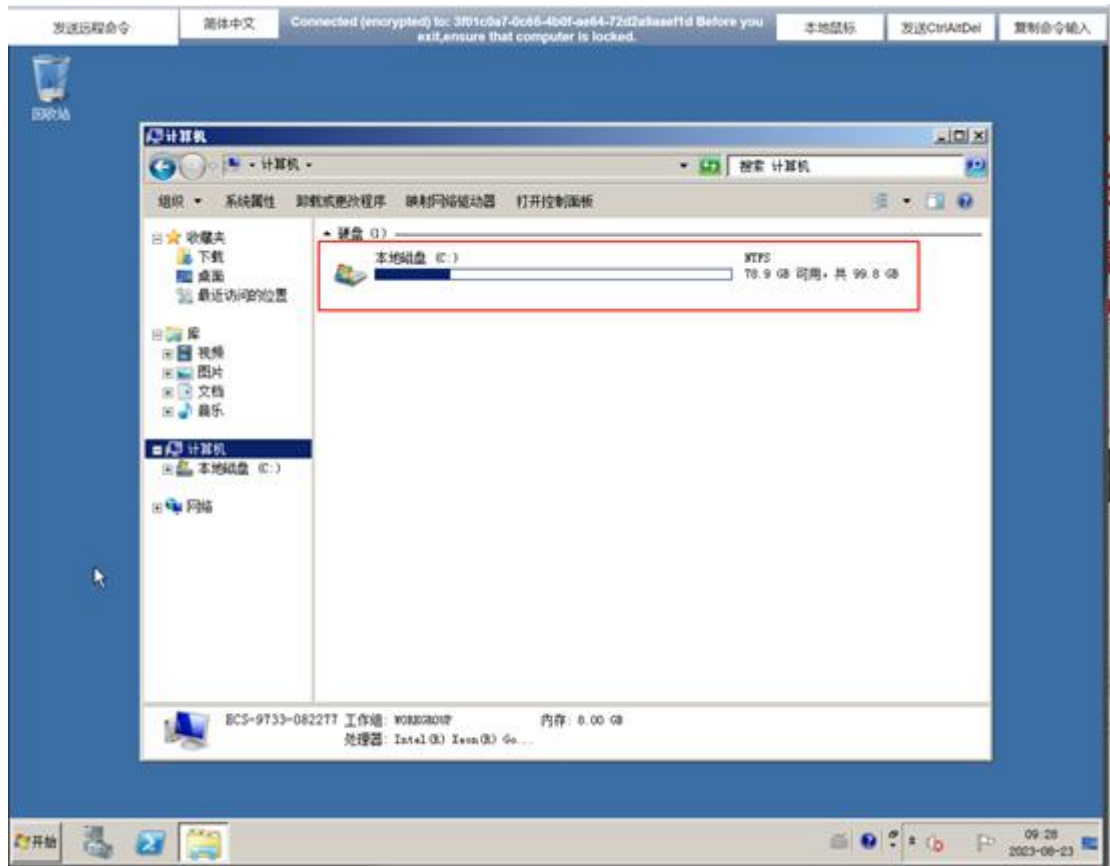 发送远程命令
简体中文
Connected (encrypted) to: 3f01c0a7-0c66-4b0f-ae64-72d2a9aaef1d Before you
exit,ensure that computer is locked.
本地鼠标
发送CtrlAltDel
复制命令输入
回收站
计算机
计算机
搜索 计算机
组织 系统属性 卸载或更改程序 映射网络驱动器 打开控制面板
收藏夹
下载
桌面
最近访问的位置
库
视频
图片
文档
音乐
计算机
本地磁盘 (C:)
网络
硬盘 (1)
本地磁盘 (C:)
NTFS
78.9 GB 可用，共 99.8 GB
ECS-9733-082277 工作组: WORKGROUP 内存: 8.00 GB
处理器: Intel(R) Xeon(R) Go...
开始
09:28
2023-08-23